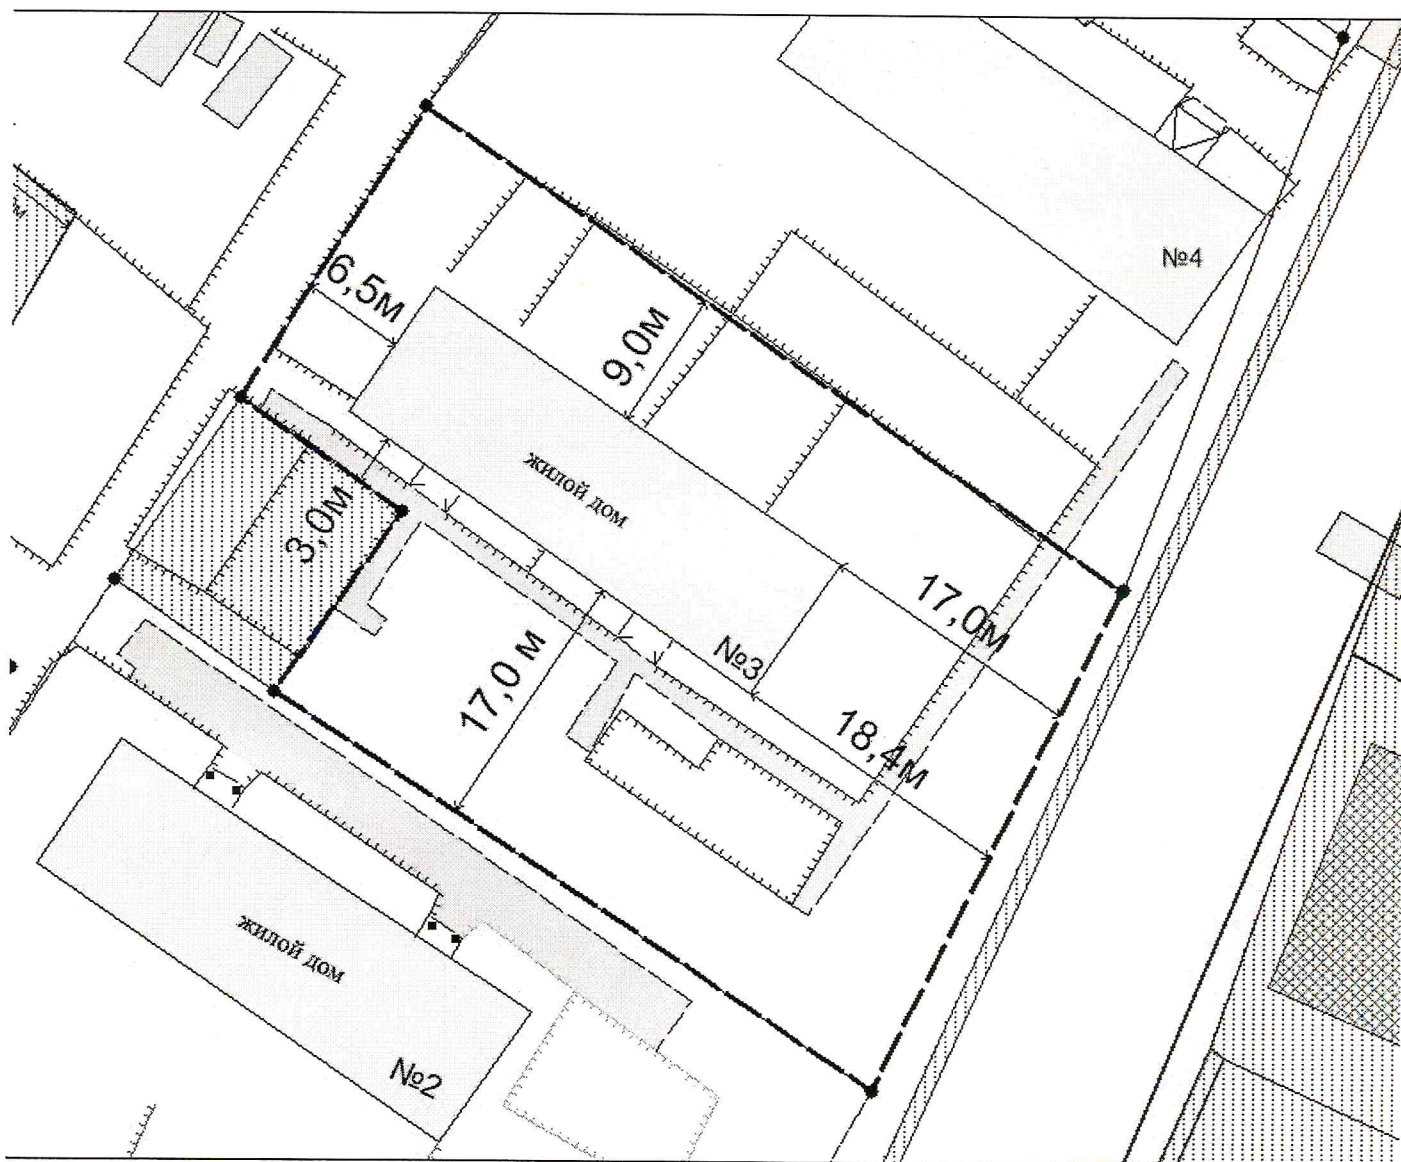 №4
6,5м
9,0м
жилой дом
3,0м
17,0м
№3
17,0 м
18,4м
жилой дом
№2